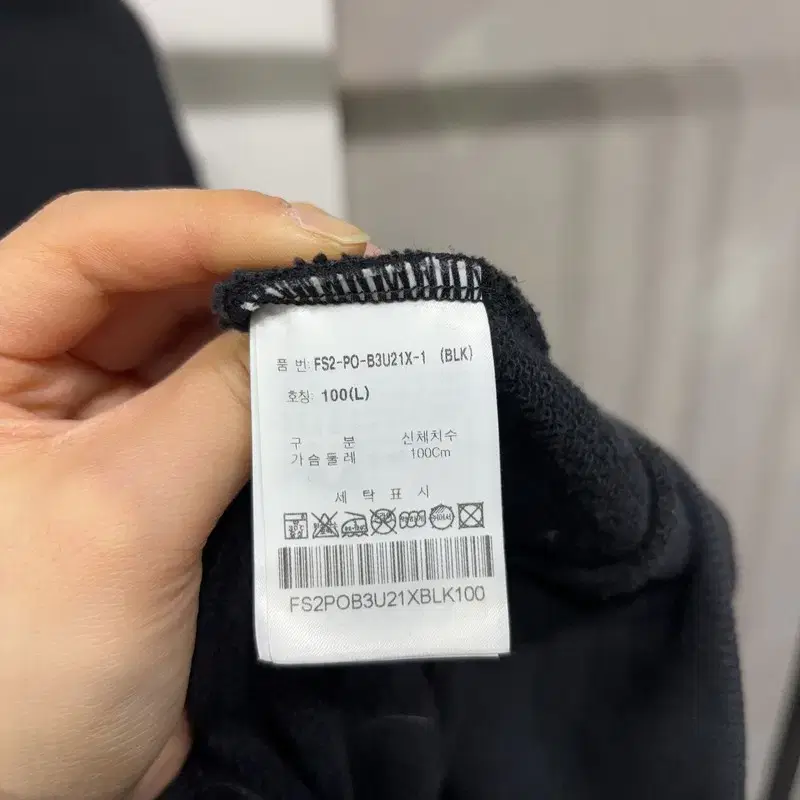 품 번: FS2-PO-B3U21X-1 (BLK)
호칭: 100(L)
구 분 신체치수
가슴둘레 100Cm
세 탁 표 시
FS2POB3U21XBLK100